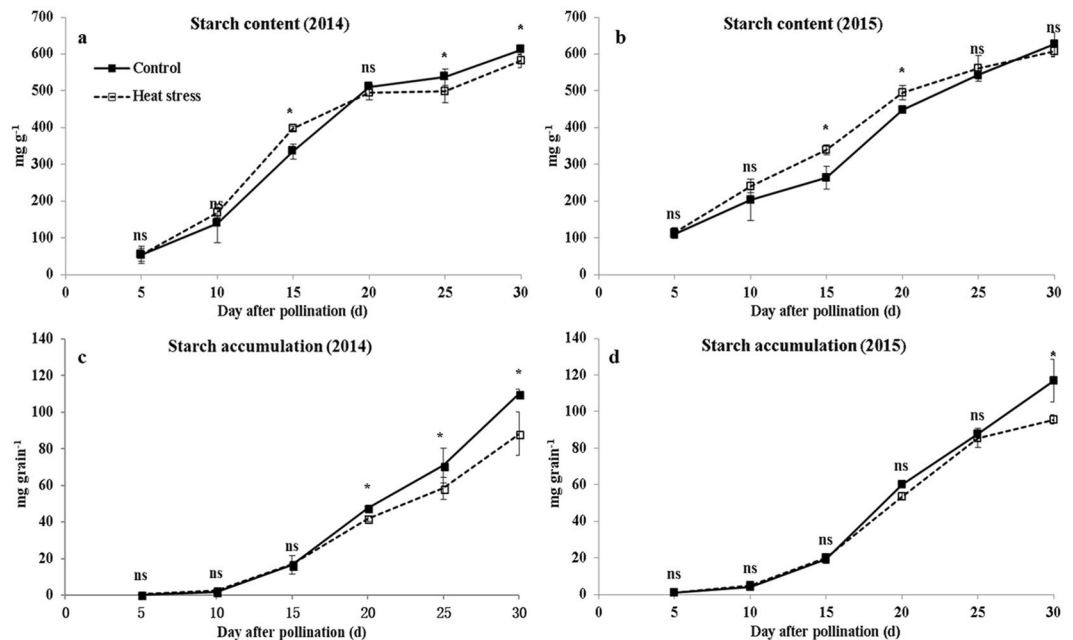 a
Starch content (2014)
Control
Heat stress
mg g⁻¹
700
600
500
400
300
200
100
0
ns
ns
*
ns
*
*
0 5 10 15 20 25 30
Day after pollination (d)
b
Starch content (2015)
mg g⁻¹
700
600
500
400
300
200
100
0
ns
ns
*
*
ns
ns
0 5 10 15 20 25 30
Day after pollination (d)
c
Starch accumulation (2014)
mg grain⁻¹
140
120
100
80
60
40
20
0
ns
ns
ns
*
*
*
0 5 10 15 20 25 30
Day after pollination (d)
d
Starch accumulation (2015)
mg grain⁻¹
140
120
100
80
60
40
20
0
ns
ns
ns
ns
ns
*
0 5 10 15 20 25 30
Day after pollination (d)